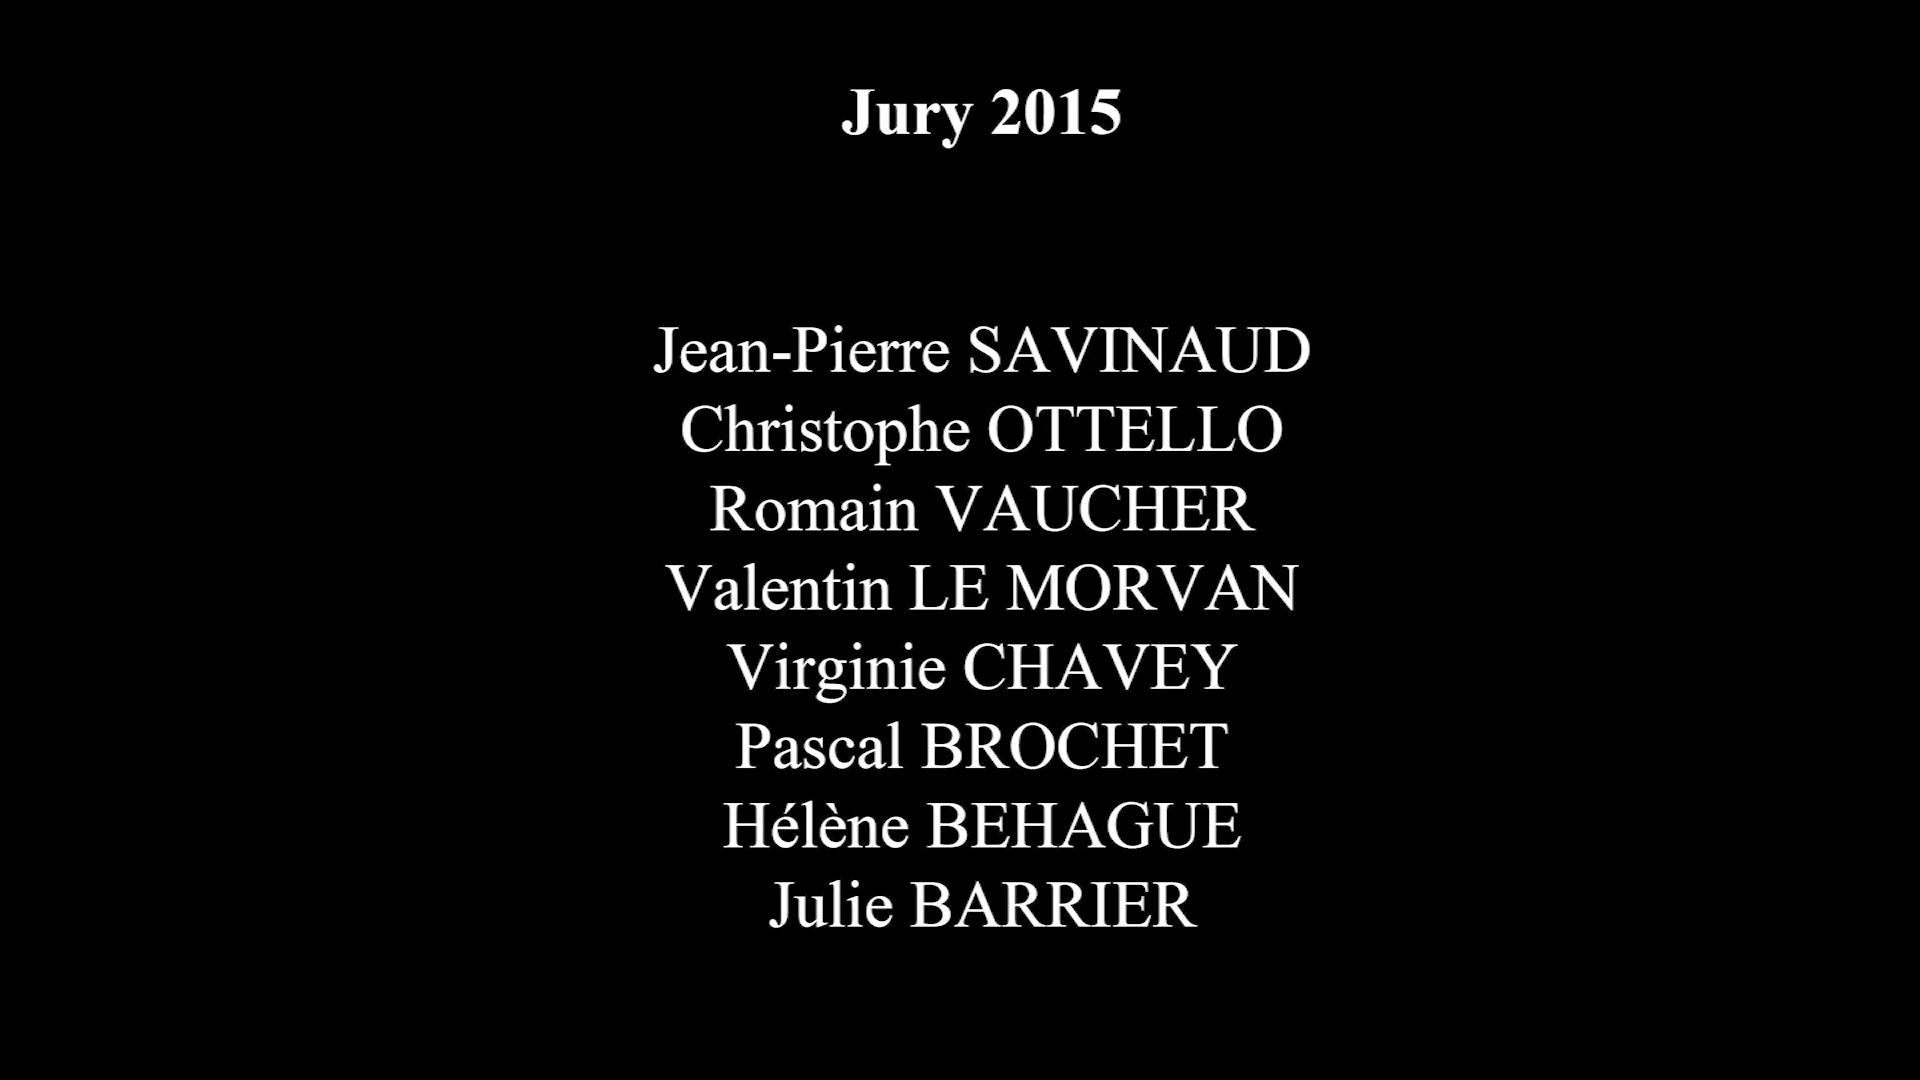 Jury 2015
Jean-Pierre SAVINAUD
Christophe OTTELLO
Romain VAUCHER
Valentin LE MORVAN
Virginie CHAVEY
Pascal BROCHET
Hélène BEHAGUE
Julie BARRIER